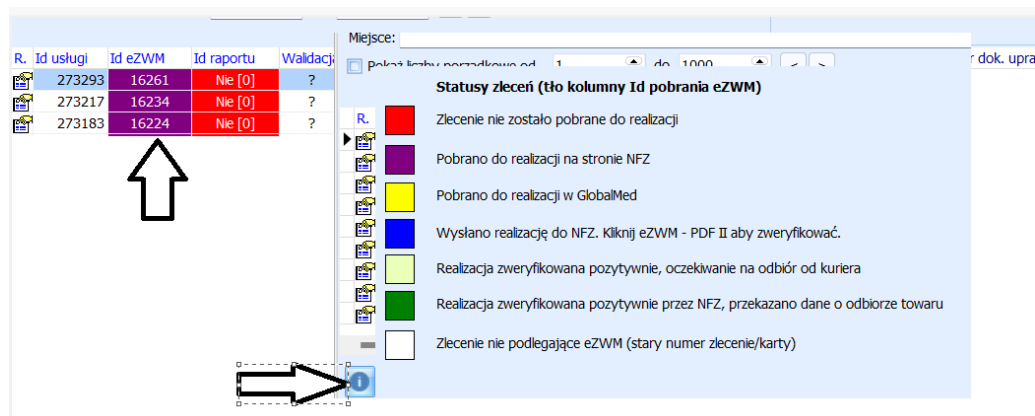 Miejsce:
R. Id usługi Id eZWM Id raportu Walidacja
273293 16261 Nie [0] ?
273217 16234 Nie [0] ?
273183 16224 Nie [0] ?
Pokaż liczby porządkowe od 1 do 1000 < >
r dok. upra
Statusy zleceń (tło kolumny Id pobrania eZWM)
R.
Zlecenie nie zostało pobrane do realizacji
Pobrano do realizacji na stronie NFZ
Pobrano do realizacji w GlobalMed
Wysłano realizację do NFZ. Kliknij eZWM - PDF II aby zweryfikować.
Realizacja zweryfikowana pozytywnie, oczekiwanie na odbiór od kuriera
Realizacja zweryfikowana pozytywnie przez NFZ, przekazano dane o odbiorze towaru
Zlecenie nie podlegające eZWM (stary numer zlecenie/karty)